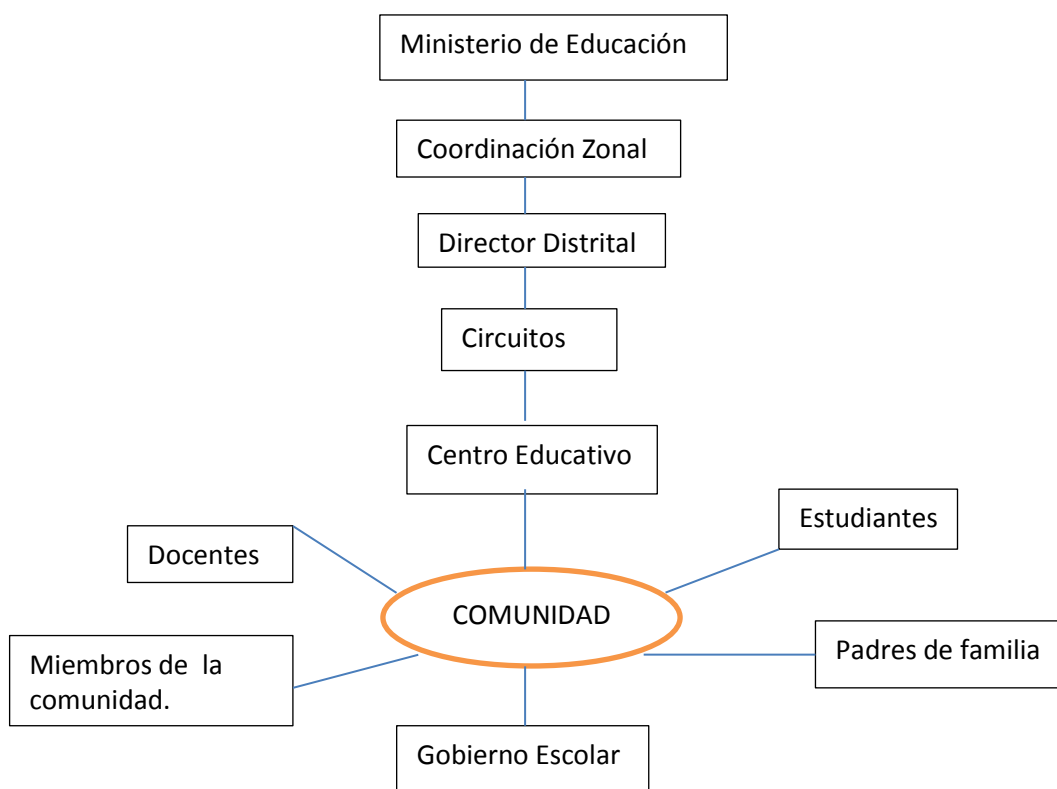 Ministerio de Educación
Coordinación Zonal
Director Distrital
Circuitos
Centro Educativo
Estudiantes
Docentes
COMUNIDAD
Padres de familia
Miembros de la
comunidad.
Gobierno Escolar